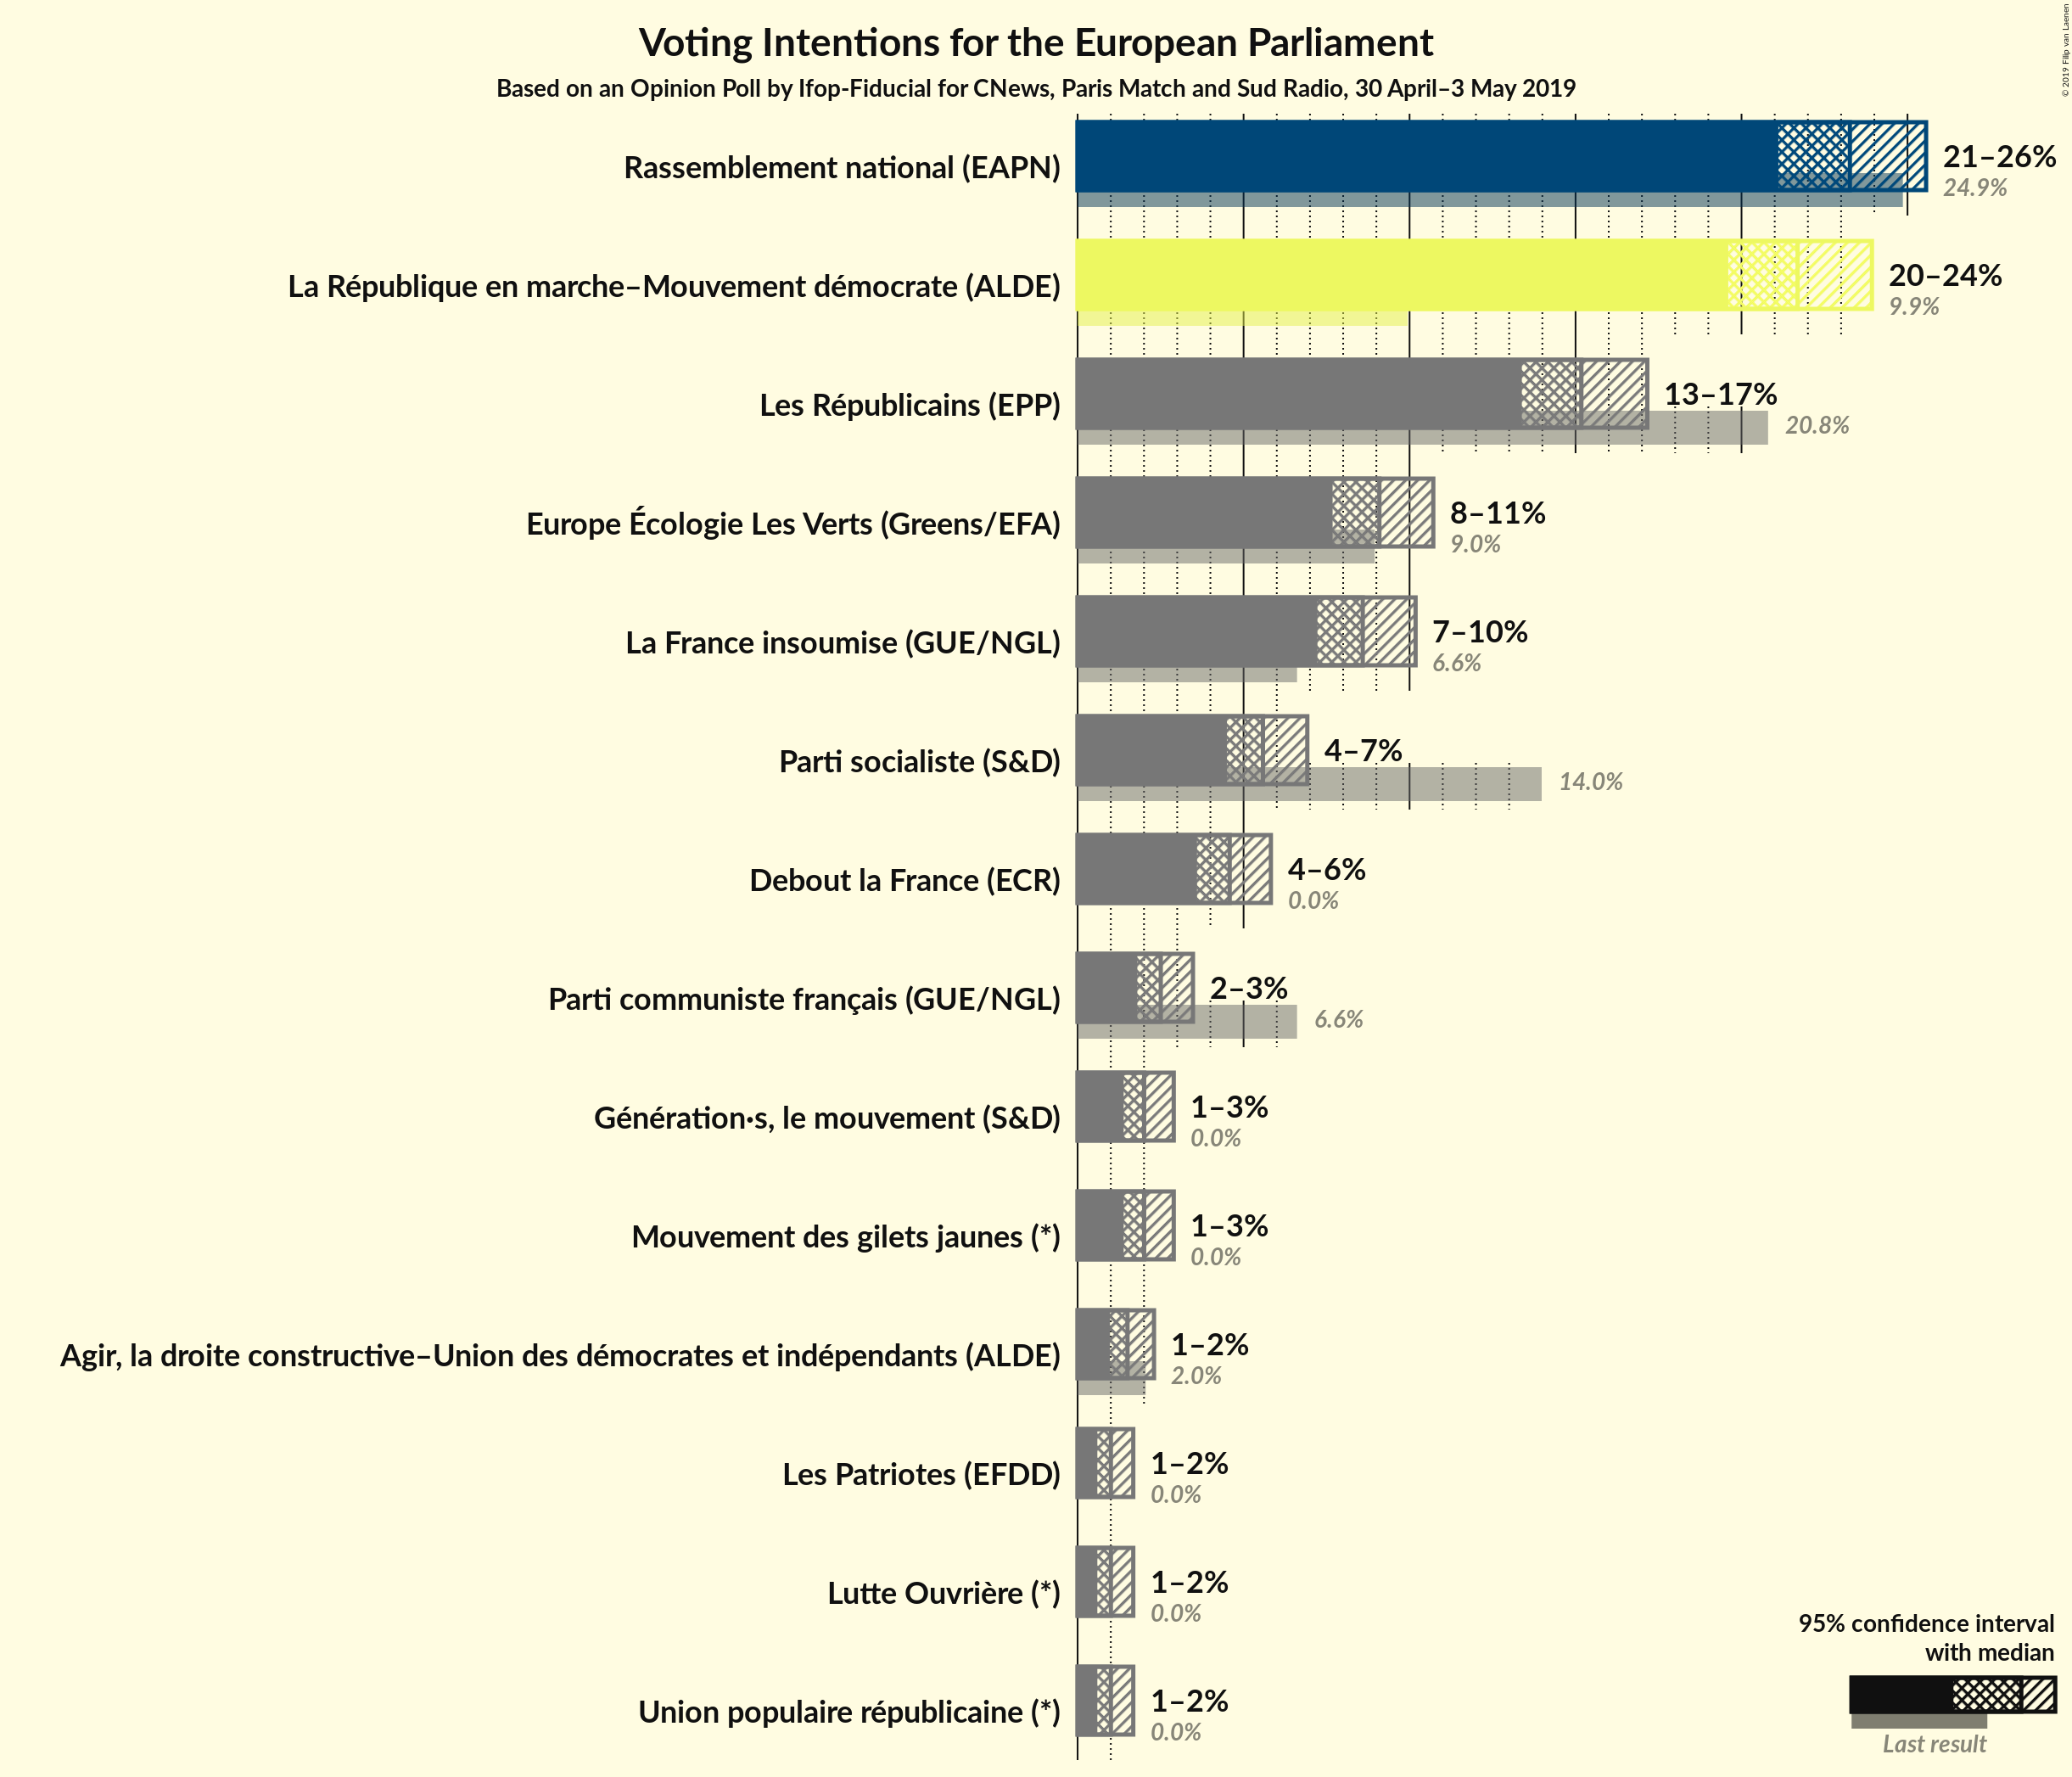 Voting Intentions for the European Parliament
Based on an Opinion Poll by Ifop-Fiducial for CNews, Paris Match and Sud Radio, 30 April–3 May 2019
© 2019 Filip van Laenen
Rassemblement national (EAPN)
21–26%
24.9%
La République en marche–Mouvement démocrate (ALDE)
20–24%
9.9%
Les Républicains (EPP)
13–17%
20.8%
Europe Écologie Les Verts (Greens/EFA)
8–11%
9.0%
La France insoumise (GUE/NGL)
7–10%
6.6%
Parti socialiste (S&D)
4–7%
14.0%
Debout la France (ECR)
4–6%
0.0%
Parti communiste français (GUE/NGL)
2–3%
6.6%
Génération·s, le mouvement (S&D)
1–3%
0.0%
Mouvement des gilets jaunes (*)
1–3%
0.0%
Agir, la droite constructive–Union des démocrates et indépendants (ALDE)
1–2%
2.0%
Les Patriotes (EFDD)
1–2%
0.0%
Lutte Ouvrière (*)
1–2%
0.0%
Union populaire républicaine (*)
1–2%
0.0%
95% confidence interval
with median
Last result